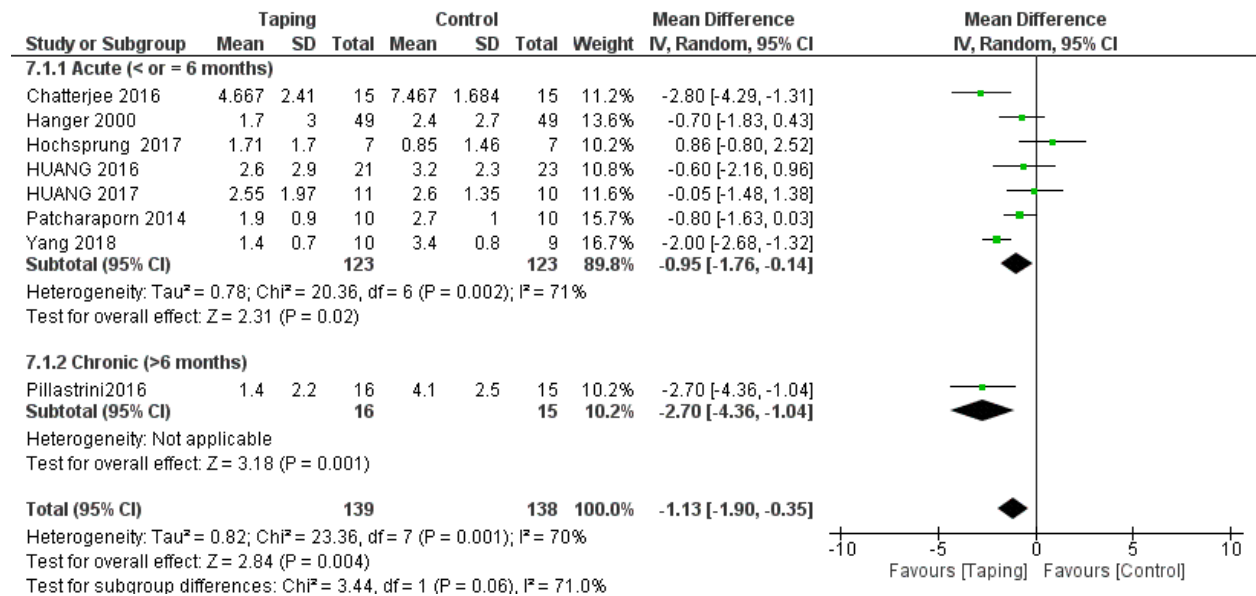 Taping Control Mean Difference Mean Difference
Study or Subgroup Mean SD Total Mean SD Total Weight IV, Random, 95% CI IV, Random, 95% CI
7.1.1 Acute (< or = 6 months)
Chatterjee 2016 4.667 2.41 15 7.467 1.684 15 11.2% -2.80 [-4.29, -1.31]
Hanger 2000 1.7 3 49 2.4 2.7 49 13.6% -0.70 [-1.83, 0.43]
Hochsprung 2017 1.71 1.7 7 0.85 1.46 7 10.2% 0.86 [-0.80, 2.52]
HUANG 2016 2.6 2.9 21 3.2 2.3 23 10.8% -0.60 [-2.16, 0.96]
HUANG 2017 2.55 1.97 11 2.6 1.35 10 11.6% -0.05 [-1.48, 1.38]
Patcharaporn 2014 1.9 0.9 10 2.7 1 10 15.7% -0.80 [-1.63, 0.03]
Yang 2018 1.4 0.7 10 3.4 0.8 9 16.7% -2.00 [-2.68, -1.32]
Subtotal (95% CI) 123 123 89.8% -0.95 [-1.76, -0.14]
Heterogeneity: Tau² = 0.78; Chi² = 20.36, df = 6 (P = 0.002); I² = 71%
Test for overall effect: Z = 2.31 (P = 0.02)
7.1.2 Chronic (>6 months)
Pillastrini2016 1.4 2.2 16 4.1 2.5 15 10.2% -2.70 [-4.36, -1.04]
Subtotal (95% CI) 16 15 10.2% -2.70 [-4.36, -1.04]
Heterogeneity: Not applicable
Test for overall effect: Z = 3.18 (P = 0.001)
Total (95% CI) 139 138 100.0% -1.13 [-1.90, -0.35]
Heterogeneity: Tau² = 0.82; Chi² = 23.36, df = 7 (P = 0.001); I² = 70%
Test for overall effect: Z = 2.84 (P = 0.004)
Test for subgroup differences: Chi² = 3.44, df = 1 (P = 0.06), I² = 71.0%
-10 -5 0 5 10
Favours [Taping] Favours [Control]